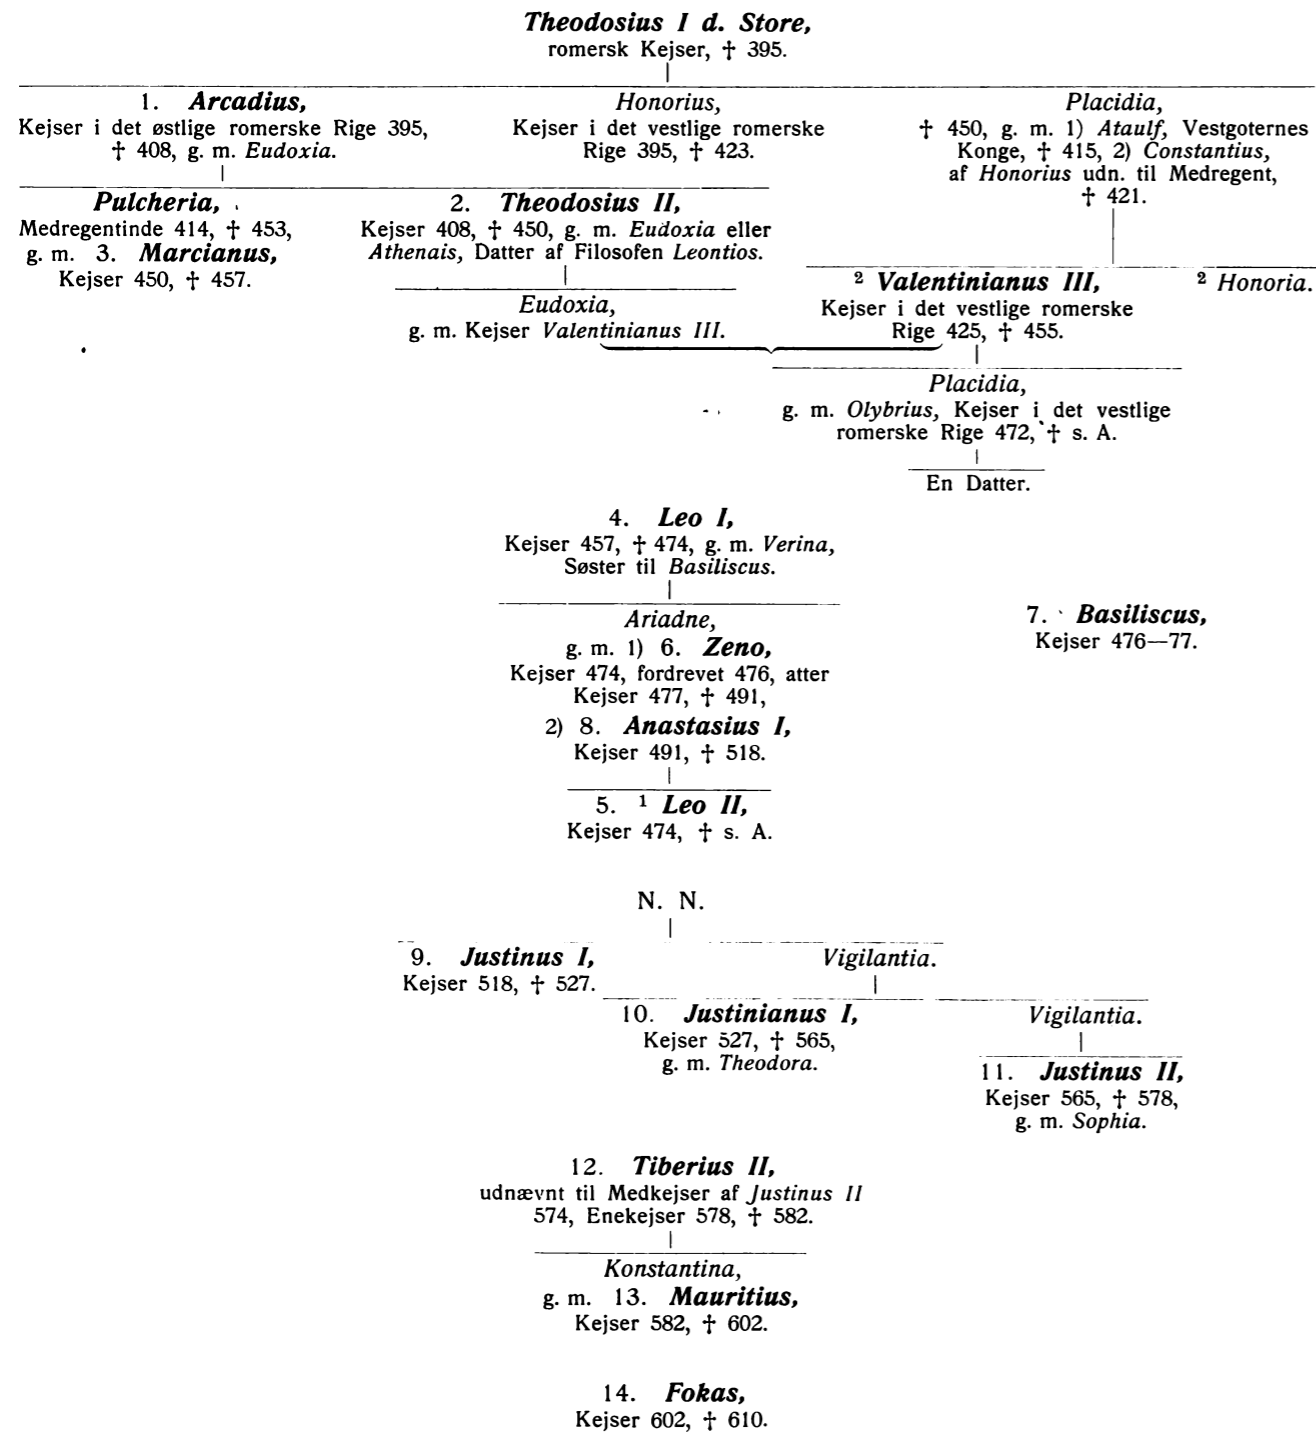 Theodosius I d. Store,
romersk Kejser, † 395.
1. Arcadius,
Kejser i det østlige romerske Rige 395,
† 408, g. m. Eudoxia.
Honorius,
Kejser i det vestlige romerske
Rige 395, † 423.
Placidia,
† 450, g. m. 1) Ataulf, Vestgoternes
Konge, † 415, 2) Constantius,
af Honorius udn. til Medregent,
† 421.
Pulcheria,
Medregentinde 414, † 453,
g. m. 3. Marcianus,
Kejser 450, † 457.
2. Theodosius II,
Kejser 408, † 450, g. m. Eudoxia eller
Athenais, Datter af Filosofen Leontios.
² Valentinianus III,
Kejser i det vestlige romerske
Rige 425, † 455.
² Honoria.
Eudoxia,
g. m. Kejser Valentinianus III.
Placidia,
g. m. Olybrius, Kejser i det vestlige
romerske Rige 472, † s. A.
En Datter.
4. Leo I,
Kejser 457, † 474, g. m. Verina,
Søster til Basiliscus.
Ariadne,
g. m. 1) 6. Zeno,
Kejser 474, fordrevet 476, atter
Kejser 477, † 491,
2) 8. Anastasius I,
Kejser 491, † 518.
7. Basiliscus,
Kejser 476—77.
5. ¹ Leo II,
Kejser 474, † s. A.
N. N.
9. Justinus I,
Kejser 518, † 527.
Vigilantia.
10. Justinianus I,
Kejser 527, † 565,
g. m. Theodora.
Vigilantia.
11. Justinus II,
Kejser 565, † 578,
g. m. Sophia.
12. Tiberius II,
udnævnt til Medkejser af Justinus II
574, Enekejser 578, † 582.
Konstantina,
g. m. 13. Mauritius,
Kejser 582, † 602.
14. Fokas,
Kejser 602, † 610.